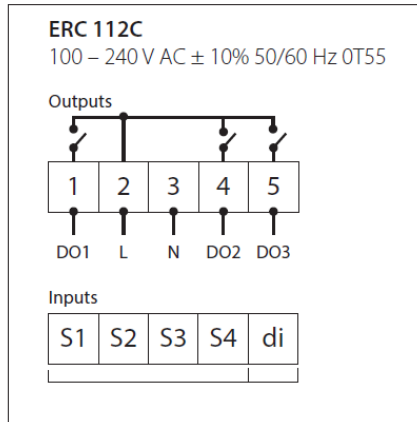 ERC 112C
100 – 240 V AC ± 10% 50/60 Hz 0T55
Outputs
1 2 3 4 5
DO1 L N DO2 DO3
Inputs
S1 S2 S3 S4 di